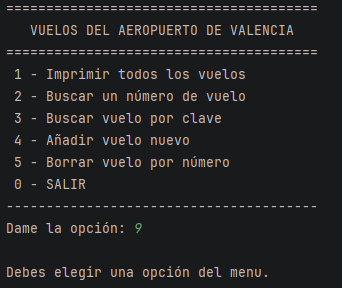 =======================================
VUELOS DEL AEROPUERTO DE VALENCIA
=======================================
1 - Imprimir todos los vuelos
2 - Buscar un número de vuelo
3 - Buscar vuelo por clave
4 - Añadir vuelo nuevo
5 - Borrar vuelo por número
0 - SALIR
---------------------------------------
Dame la opción: 9
Debes elegir una opción del menu.